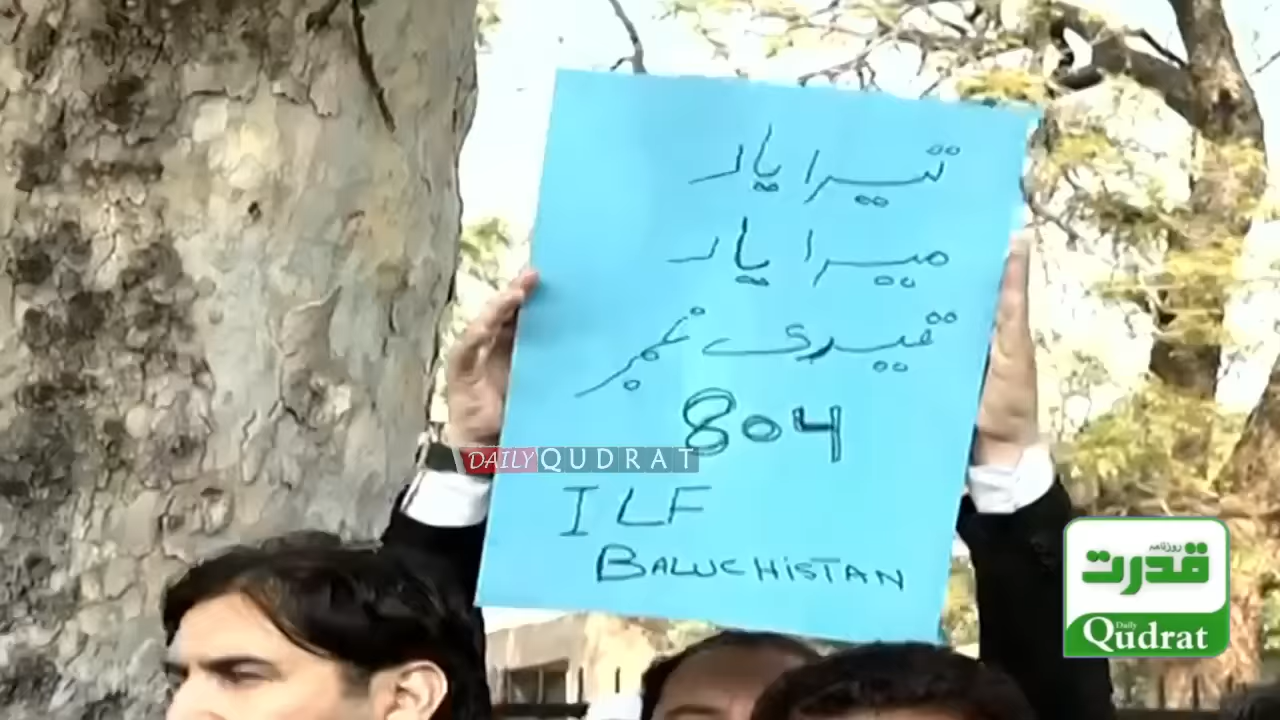 تیرا یار
میرا یار
قیدی نمبر
804
ILF
BALUCHISTAN
DAILY QUDRAT
روزنامہ
قدرت
Daily
Qudrat